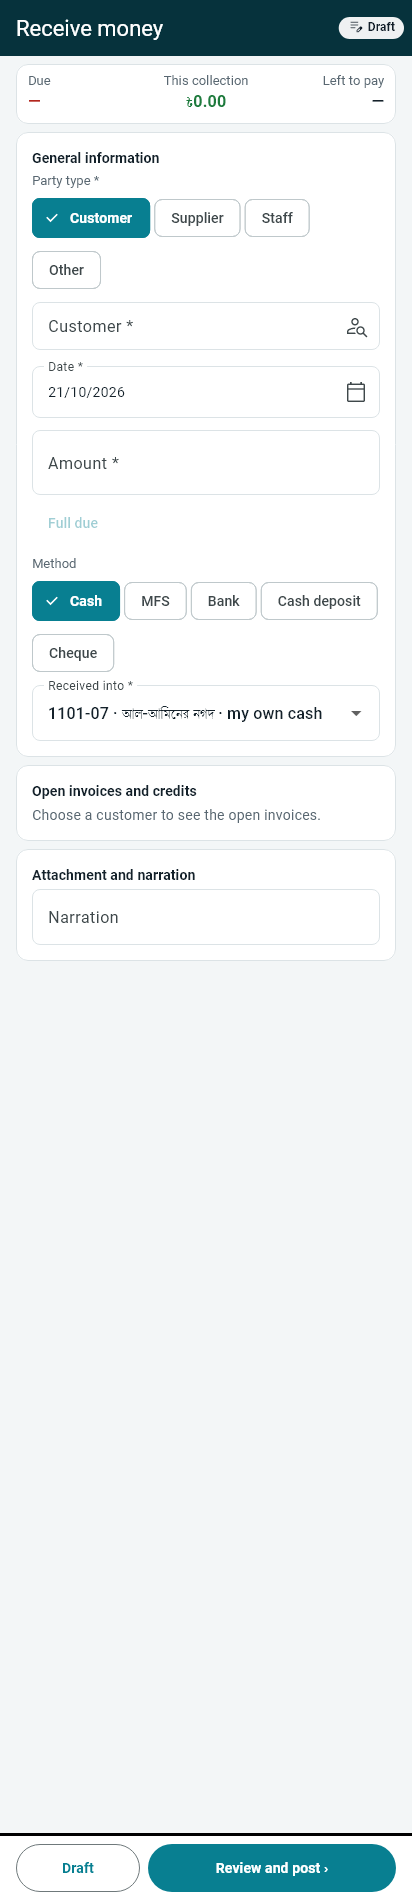 Receive money
Draft
Due This collection Left to pay
– ৳0.00 –
General information
Party type *
Customer Supplier Staff
Other
Customer *
Date *
21/10/2026
Amount *
Full due
Method
Cash MFS Bank Cash deposit
Cheque
Received into *
1101-07 · আল-আমিনের নগদ · my own cash
Open invoices and credits
Choose a customer to see the open invoices.
Attachment and narration
Narration
Draft Review and post ›